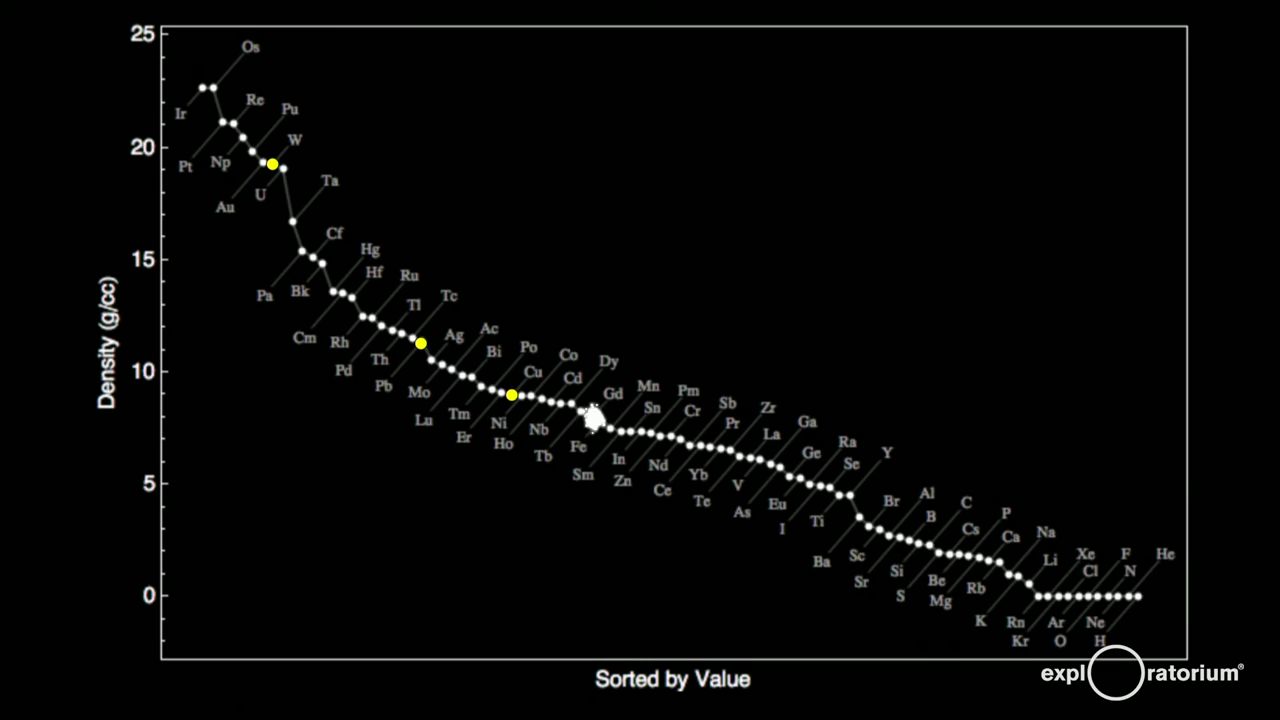 25
Os
Re
Ir
Pu
W
20
Np
Pt
Ta
U
Au
Cf
Hg
15
Hf
Ru
Bk
Pa
Tl
Tc
Ag
Ac
Cm
Rh
Po
Bi
Co
Th
Dy
10
Pd
Cu
Cd
Pb
Mn
Pm
Mo
Gd
Sb
Zr
Sn
Cr
Lu
Tm
Ni
Pr
Ga
Er
Ho
Nb
La
Ra
Fe
Ge
Y
Tb
In
Nd
Se
Sm
Yb
5
Zn
Ce
V
Al
Te
Eu
Br
C
As
Ti
B
P
I
Cs
Na
Ca
Sc
Ba
Li
Xe
F
He
Si
Cl
N
Sr
Be
Rb
0
S
Mg
K
Rn
Ar
Ne
Kr
O
H
Density (g/cc)
Sorted by Value
exploratorium®